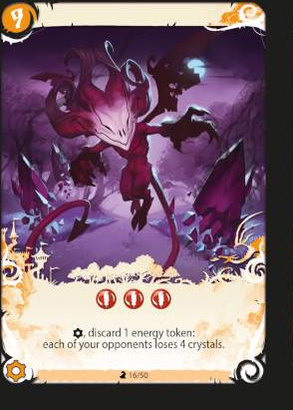 9
, discard 1 energy token:
each of your opponents loses 4 crystals.
16/50